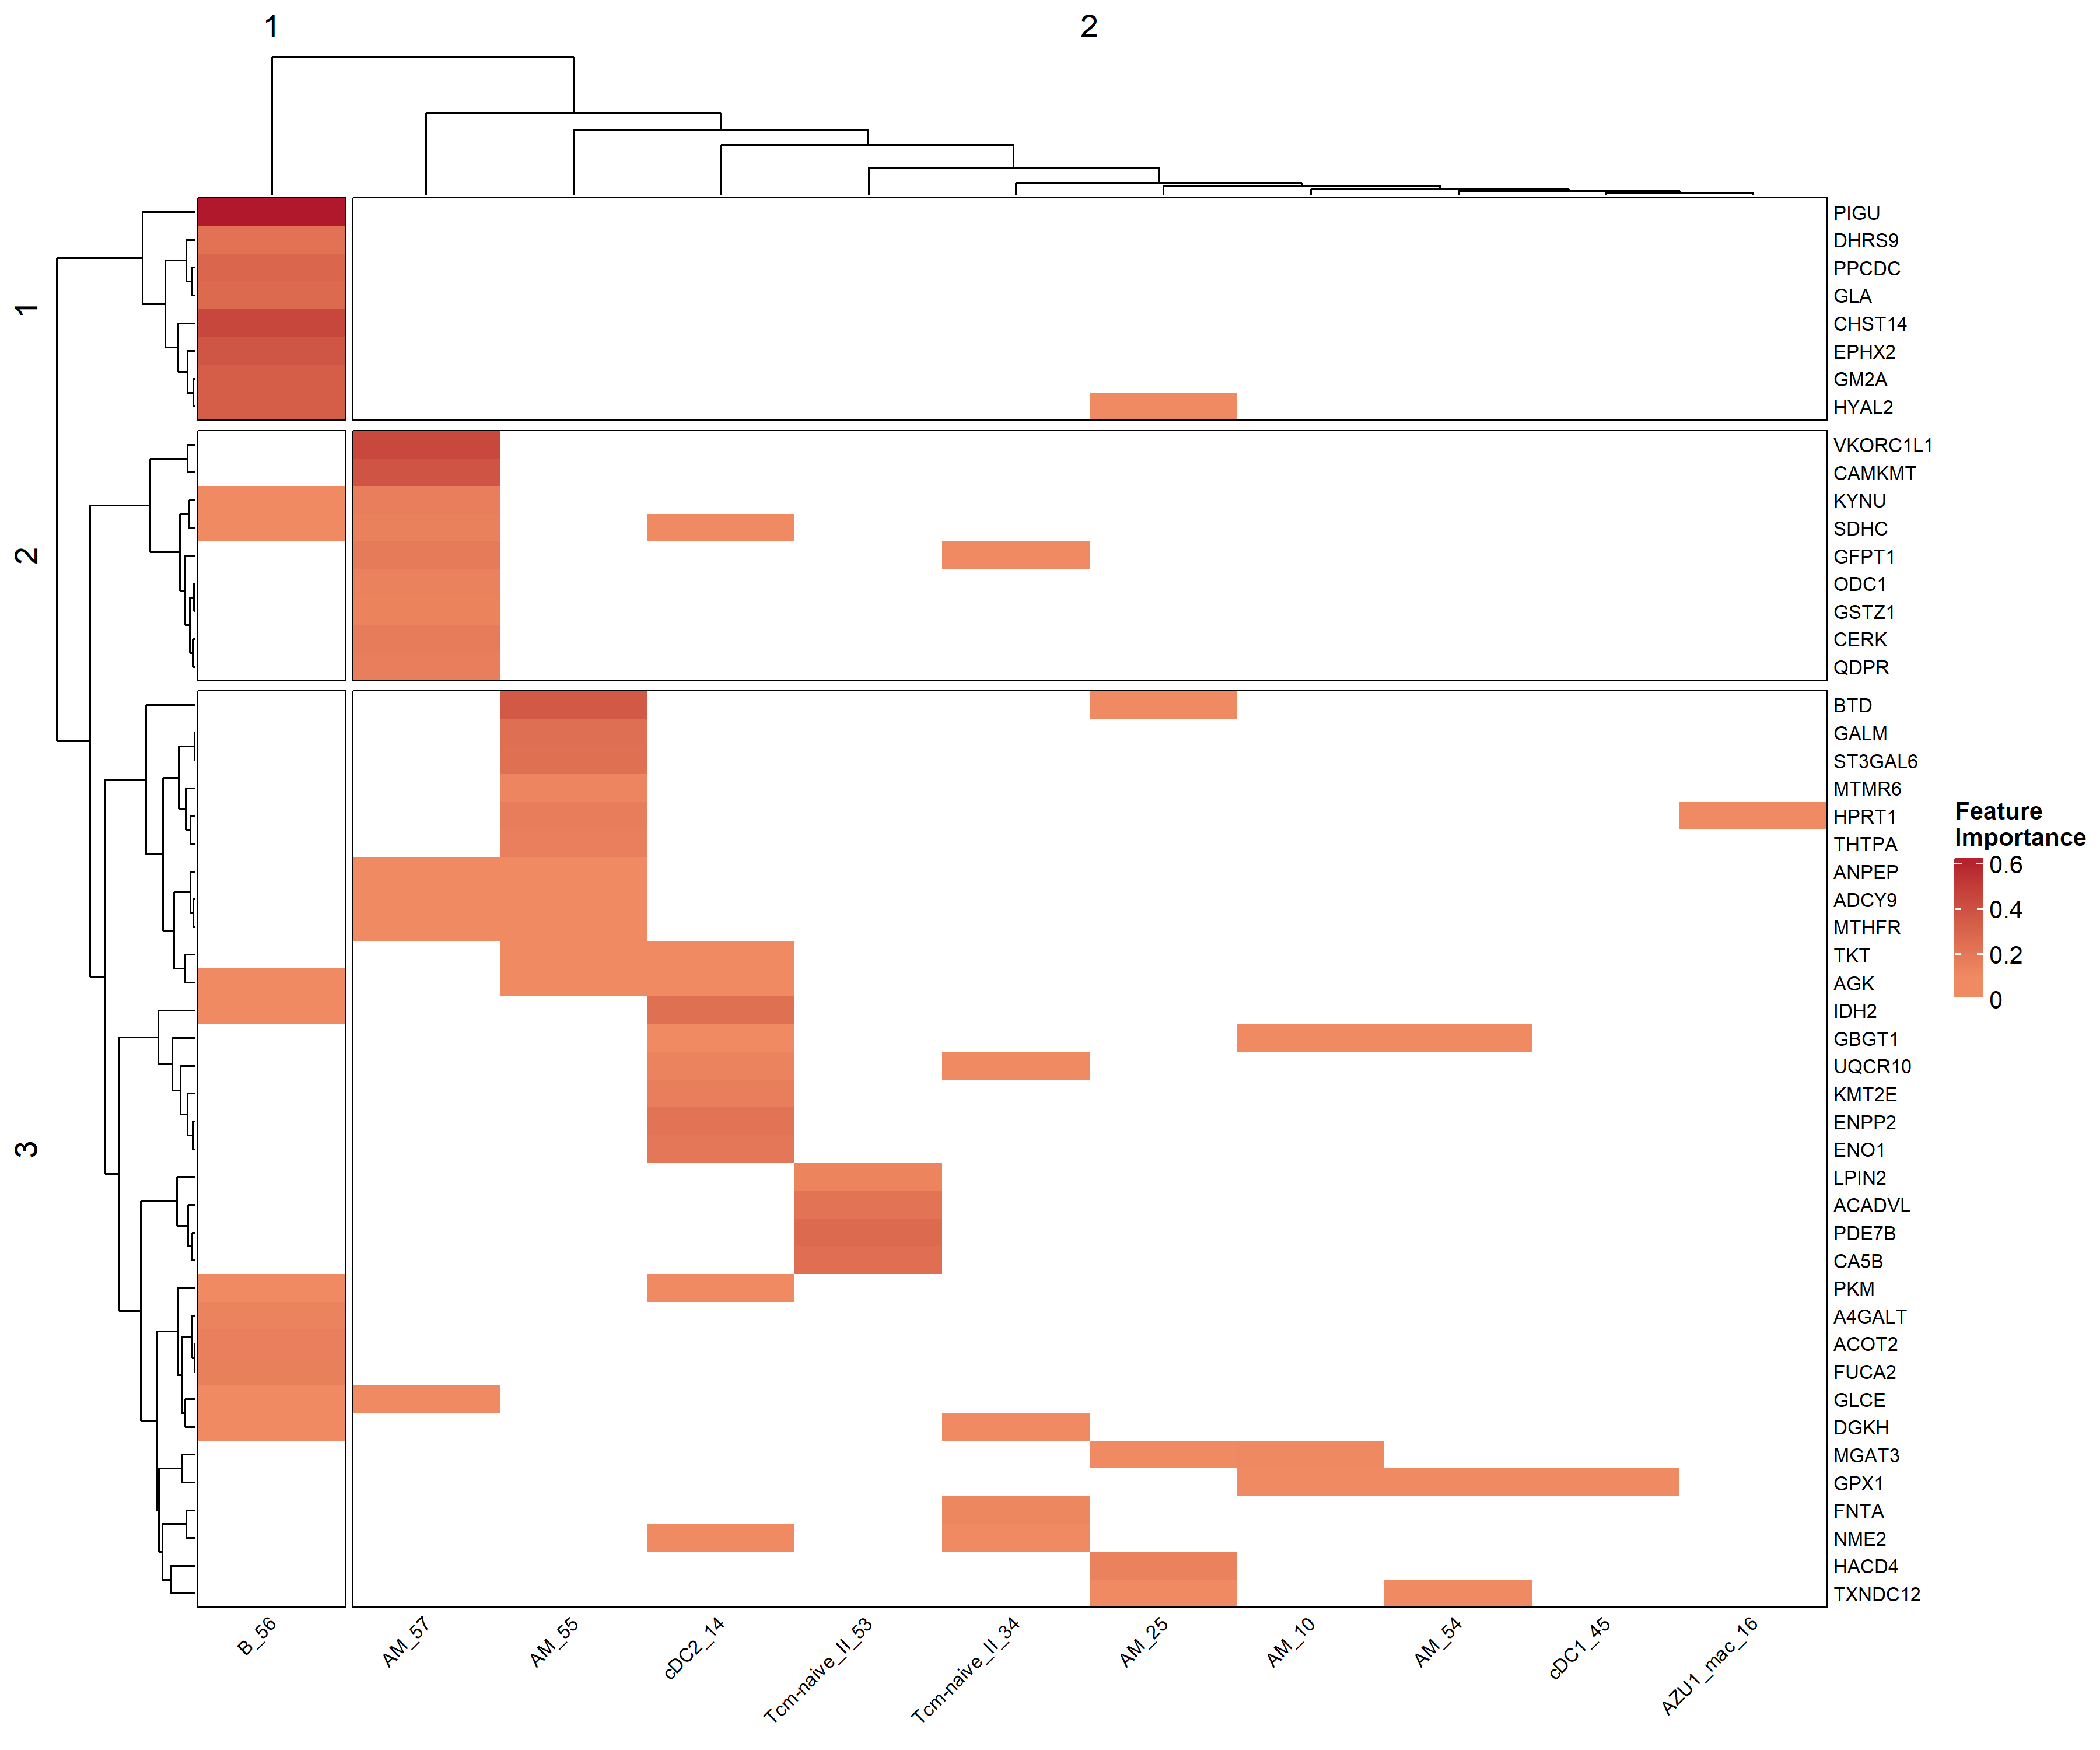 1
2
1
2
3
PIGU
DHRS9
PPCDC
GLA
CHST14
EPHX2
GM2A
HYAL2
VKORC1L1
CAMKMT
KYNU
SDHC
GFPT1
ODC1
GSTZ1
CERK
QDPR
BTD
GALM
ST3GAL6
MTMR6
HPRT1
THTPA
ANPEP
ADCY9
MTHFR
TKT
AGK
IDH2
GBGT1
UQCR10
KMT2E
ENPP2
ENO1
LPIN2
ACADVL
PDE7B
CA5B
PKM
A4GALT
ACOT2
FUCA2
GLCE
DGKH
MGAT3
GPX1
FNTA
NME2
HACD4
TXNDC12
B_56
AM_57
AM_55
cDC2_14
Tcm-naive_II_53
Tcm-naive_II_34
AM_25
AM_10
AM_54
cDC1_45
AZU1_mac_16
Feature
Importance
0.6
0.4
0.2
0